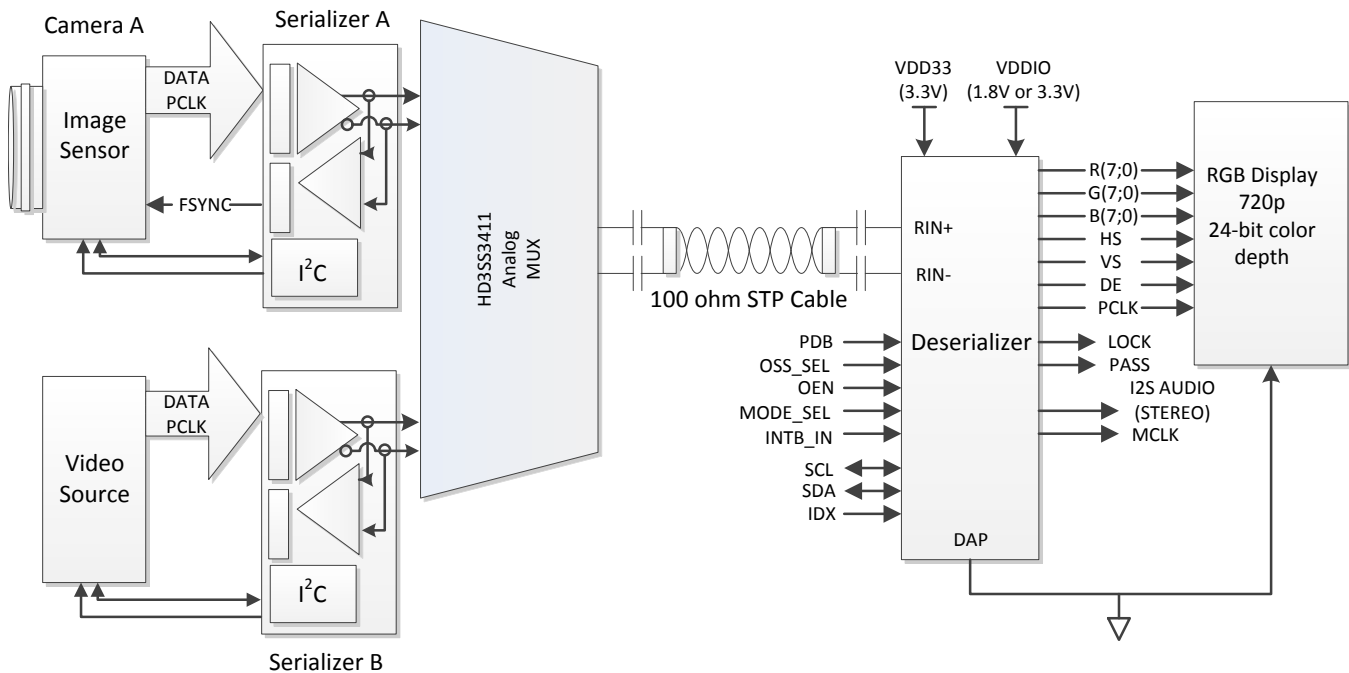 Camera A
Serializer A
Image
Sensor
DATA
PCLK
FSYNC
I²C
Video
Source
DATA
PCLK
I²C
Serializer B
HD3SS3411
Analog
MUX
100 ohm STP Cable
VDD33
(3.3V)
VDDIO
(1.8V or 3.3V)
RIN+
RIN-
Deserializer
DAP
PDB
OSS_SEL
OEN
MODE_SEL
INTB_IN
SCL
SDA
IDX
R(7;0)
G(7;0)
B(7;0)
HS
VS
DE
PCLK
LOCK
PASS
I2S AUDIO
(STEREO)
MCLK
RGB Display
720p
24-bit color
depth